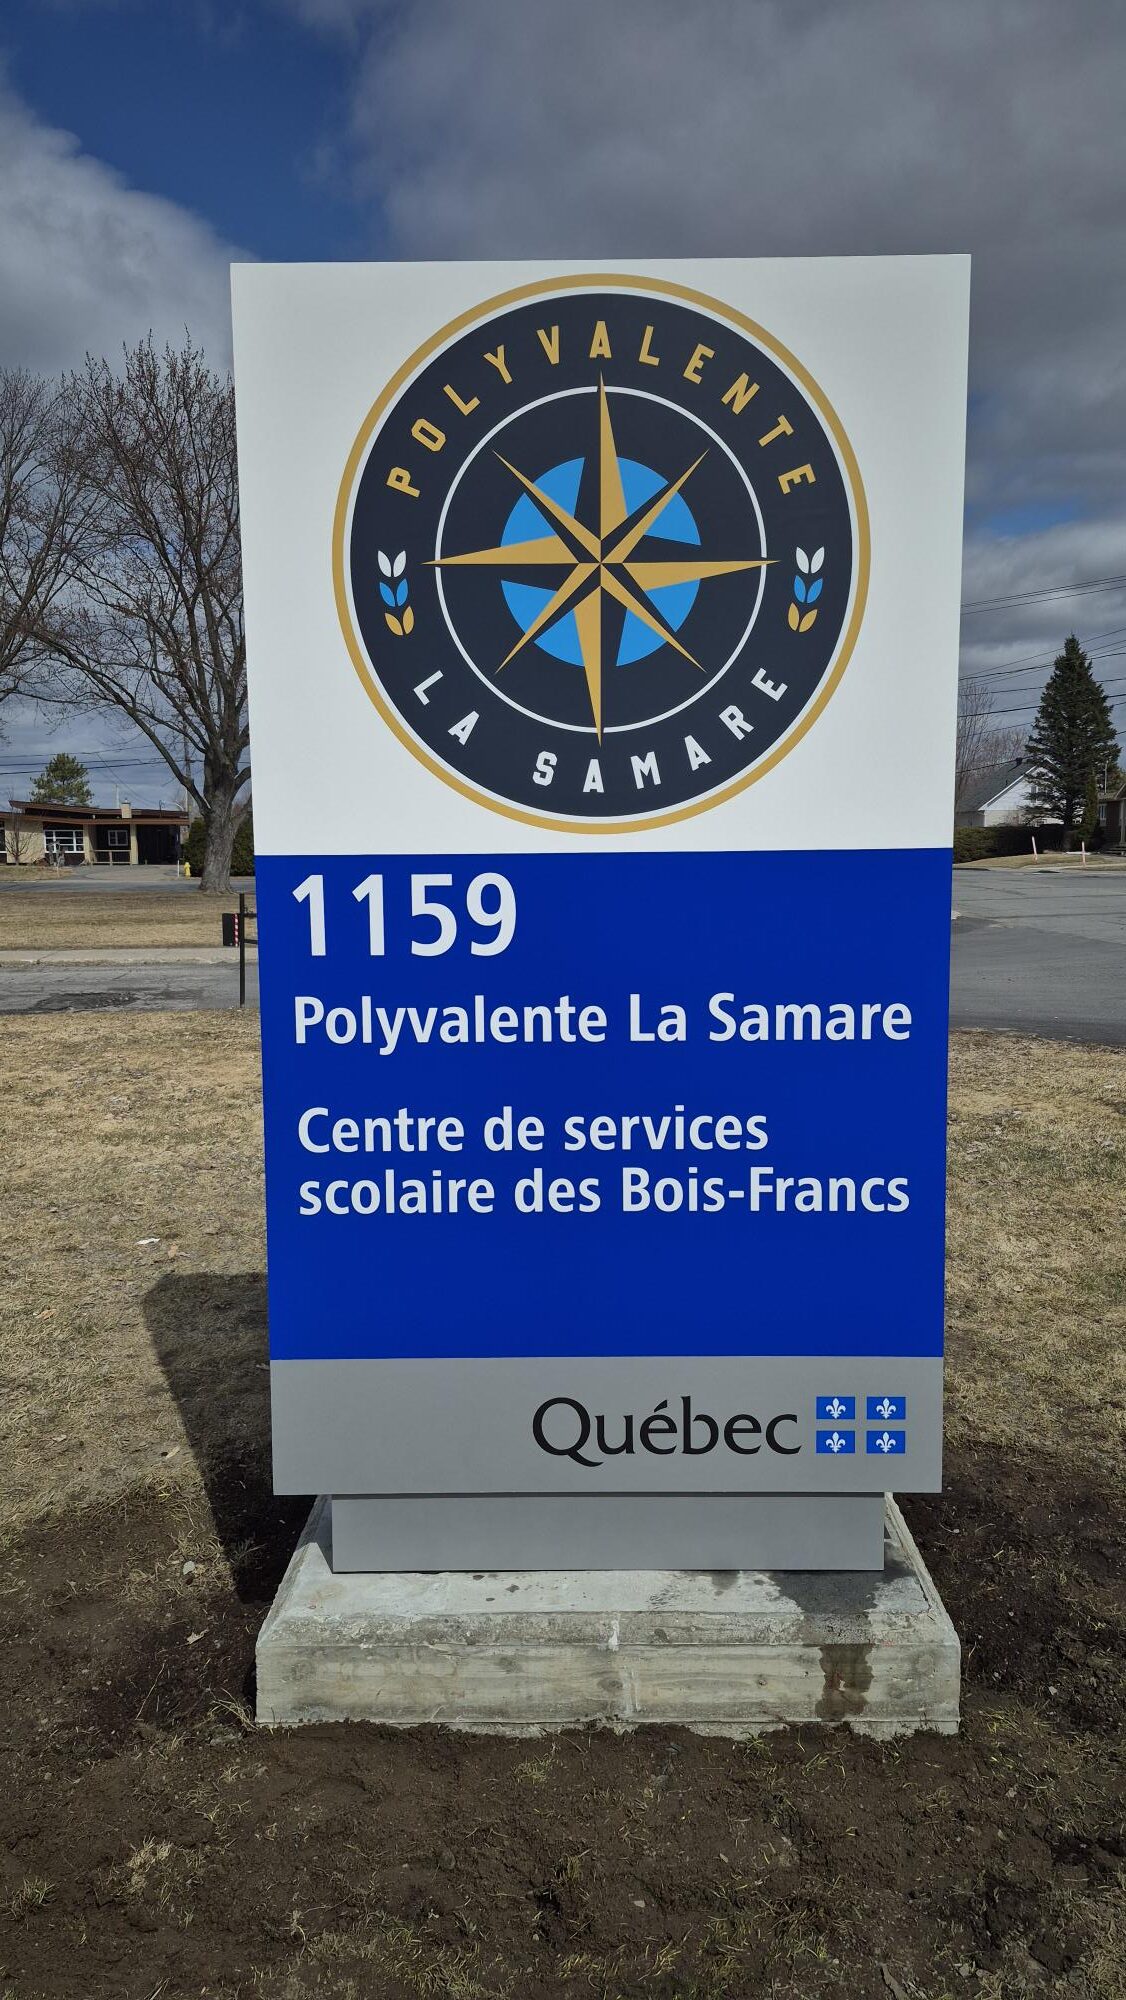 POLYVALENTE
LA SAMARE
1159
Polyvalente La Samare
Centre de services
scolaire des Bois-Francs
Québec